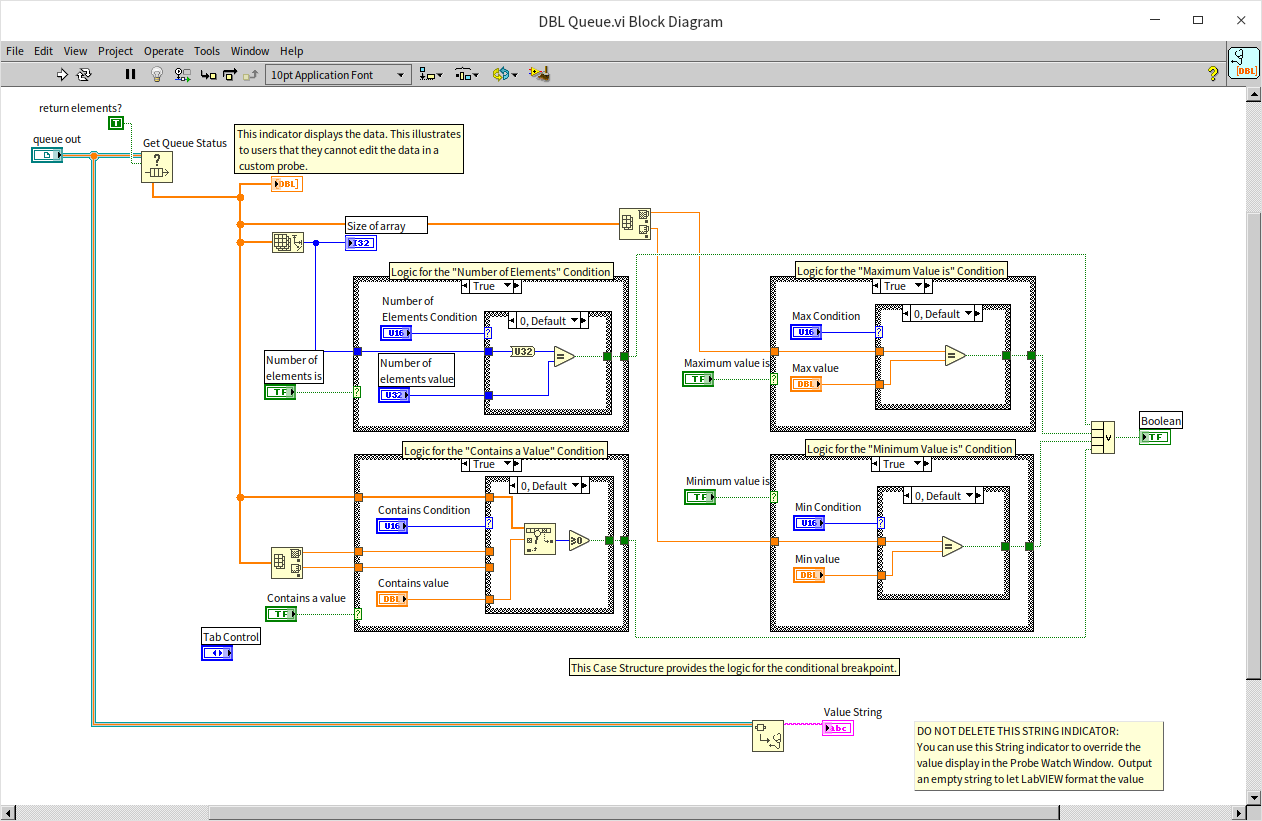 DBL Queue.vi Block Diagram
File Edit View Project Operate Tools Window Help
10pt Application Font
?
DBL]
return elements?
T
queue out
Get Queue Status
?
This indicator displays the data. This illustrates
to users that they cannot edit the data in a
custom probe.
DBL]
Size of array
I32
Logic for the "Number of Elements" Condition
True
Number of
Elements Condition
U16
0, Default
?
U32
=
Number of
elements is
TF
?
Number of
elements value
U32
Logic for the "Maximum Value is" Condition
True
Max Condition
U16
0, Default
?
=
Maximum value is
TF
?
Max value
DBL
Boolean
TF
V
Logic for the "Contains a Value" Condition
True
0, Default
Contains Condition
U16
?
?
≥0
Contains value
DBL
Contains a value
TF
?
Logic for the "Minimum Value is" Condition
True
Minimum value is
TF
?
0, Default
Min Condition
U16
?
=
Min value
DBL
Tab Control
This Case Structure provides the logic for the conditional breakpoint.
Value String
abc
DO NOT DELETE THIS STRING INDICATOR:
You can use this String indicator to override the
value display in the Probe Watch Window. Output
an empty string to let LabVIEW format the value